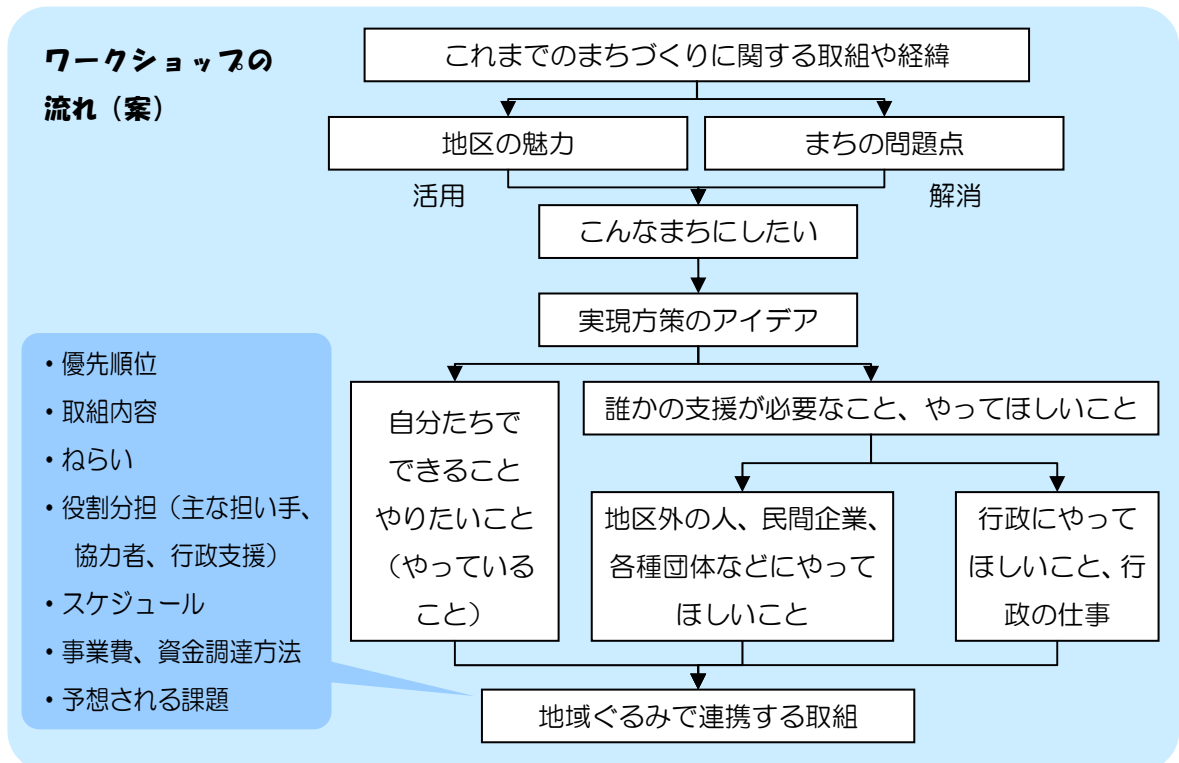 ワークショップの
流れ（案）
これまでのまちづくりに関する取組や経緯
地区の魅力
まちの問題点
活用
解消
こんなまちにしたい
実現方策のアイデア
・優先順位
・取組内容
・ねらい
・役割分担（主な担い手、
協力者、行政支援）
・スケジュール
・事業費、資金調達方法
・予想される課題
自分たちで
できること
やりたいこと
（やっている
こと）
誰かの支援が必要なこと、やってほしいこと
地区外の人、民間企業、
各種団体などにやって
ほしいこと
行政にやって
ほしいこと、行
政の仕事
地域ぐるみで連携する取組